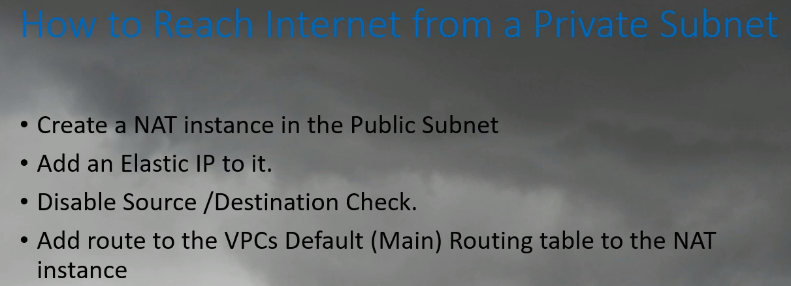 How to Reach Internet from a Private Subnet
• Create a NAT instance in the Public Subnet
• Add an Elastic IP to it.
• Disable Source /Destination Check.
• Add route to the VPCs Default (Main) Routing table to the NAT
instance